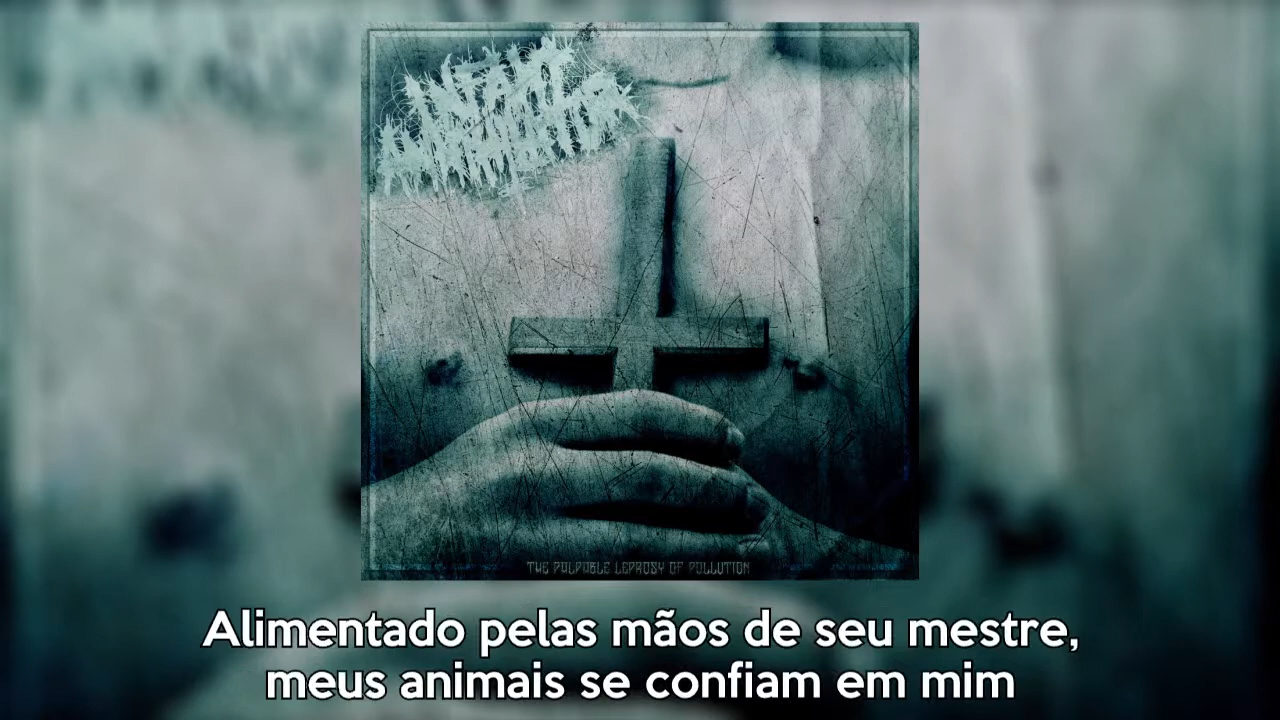 INFANT ANNIHILATOR
THE PALPABLE LEPROSY OF POLLUTION
Alimentado pelas mãos de seu mestre,
meus animais se confiam em mim